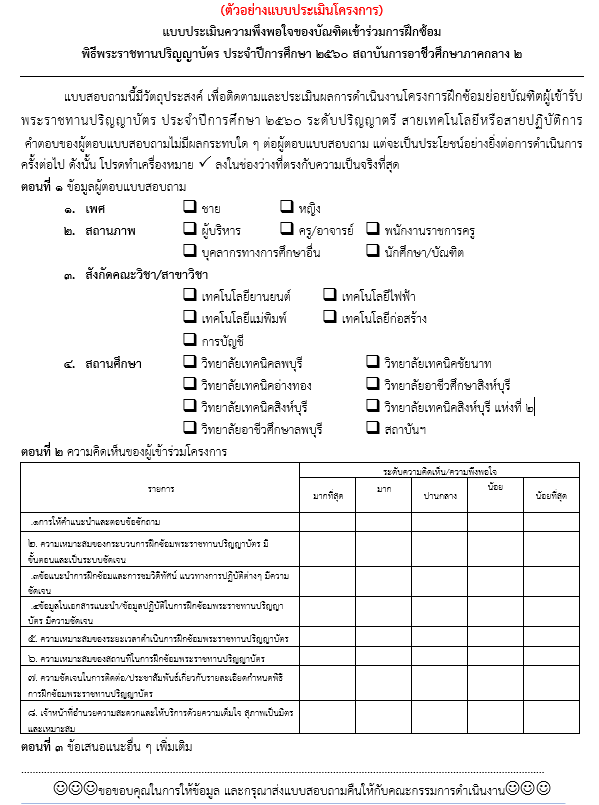 (ตัวอย่างแบบประเมินโครงการ)
แบบประเมินความพึงพอใจของบัณฑิตเข้าร่วมการฝึกซ้อม
พิธีพระราชทานปริญญาบัตร ประจำปีการศึกษา ๒๕๖๐ สถาบันการอาชีวศึกษาภาคกลาง ๒
แบบสอบถามนี้มีวัตถุประสงค์ เพื่อติดตามและประเมินผลการดำเนินงานโครงการฝึกซ้อมย่อยบัณฑิตผู้เข้ารับ
พระราชทานปริญญาบัตร ประจำปีการศึกษา ๒๕๖๐ ระดับปริญญาตรี สายเทคโนโลยีหรือสายปฏิบัติการ
คำตอบของผู้ตอบแบบสอบถามไม่มีผลกระทบใด ๆ ต่อผู้ตอบแบบสอบถาม แต่จะเป็นประโยชน์อย่างยิ่งต่อการดำเนินการ
ครั้งต่อไป ดังนั้น โปรดทำเครื่องหมาย ✓ ลงในช่องว่างที่ตรงกับความเป็นจริงที่สุด
ตอนที่ ๑ ข้อมูลผู้ตอบแบบสอบถาม
๑. เพศ ❑ ชาย ❑ หญิง
๒. สถานภาพ ❑ ผู้บริหาร ❑ ครู/อาจารย์ ❑ พนักงานราชการครู
❑ บุคลากรทางการศึกษาอื่น ❑ นักศึกษา/บัณฑิต
๓. สังกัดคณะวิชา/สาขาวิชา
❑ เทคโนโลยียานยนต์ ❑ เทคโนโลยีไฟฟ้า
❑ เทคโนโลยีแม่พิมพ์ ❑ เทคโนโลยีก่อสร้าง
❑ การบัญชี
๔. สถานศึกษา ❑ วิทยาลัยเทคนิคลพบุรี ❑ วิทยาลัยเทคนิคชัยนาท
❑ วิทยาลัยเทคนิคอ่างทอง ❑ วิทยาลัยอาชีวศึกษาสิงห์บุรี
❑ วิทยาลัยเทคนิคสิงห์บุรี ❑ วิทยาลัยเทคนิคสิงห์บุรี แห่งที่ ๒
❑ วิทยาลัยอาชีวศึกษาลพบุรี ❑ สถาบันฯ
ตอนที่ ๒ ความคิดเห็นของผู้เข้าร่วมโครงการ
รายการ ระดับความคิดเห็น/ความพึงพอใจ
มากที่สุด มาก ปานกลาง น้อย น้อยที่สุด
.๑การให้คำแนะนำและตอบข้อซักถาม
๒. ความเหมาะสมของกระบวนการฝึกซ้อมพระราชทานปริญญาบัตร มี
ขั้นตอนและเป็นระบบชัดเจน
.๓ข้อแนะนำการฝึกซ้อมและการชมวิดิทัศน์ แนวทางการปฏิบัติต่างๆ มีความ
ชัดเจน
.๔ข้อมูลในเอกสารแนะนำ/ข้อมูลปฏิบัติในการฝึกซ้อมพระราชทานปริญญา
บัตร มีความชัดเจน
๕. ความเหมาะสมของระยะเวลาดำเนินการฝึกซ้อมพระราชทานปริญญาบัตร
๖. ความเหมาะสมของสถานที่ในการฝึกซ้อมพระราชทานปริญญาบัตร
๗. ความชัดเจนในการติดต่อ/ประชาสัมพันธ์เกี่ยวกับรายละเอียดกำหนดพิธี
การฝึกซ้อมพระราชทานปริญญาบัตร
๘. เจ้าหน้าที่อำนวยความสะดวกและให้บริการด้วยความเต็มใจ สุภาพเป็นมิตร
และเหมาะสม
ตอนที่ ๓ ข้อเสนอแนะอื่น ๆ เพิ่มเติม
☺☺☺ขอขอบคุณในการให้ข้อมูล และกรุณาส่งแบบสอบถามคืนให้กับคณะกรรมการดำเนินงาน☺☺☺